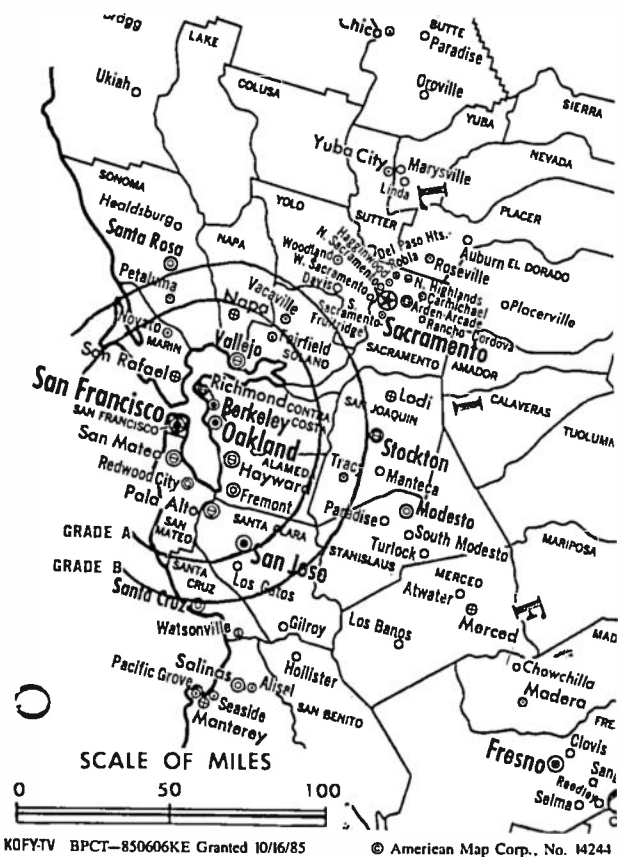 Chico
BUTTE
Paradise
LAKE
Ukiah
COLUSA
Oroville
SIERRA
YUBA
Yuba City
Marysville
Linda
NEVADA
SONOMA
YOLO
SUTTER
PLACER
Healdsburg
Santa Rosa
NAPA
Del Paso Hts.
Robla
Haginwood
N. Sacramento
Woodland
W. Sacramento
Davis
Auburn
EL DORADO
Roseville
N. Highlands
Carmichael
Arden-Arcade
Rancho-Cordova
Placerville
Petaluma
Napa
Vacaville
S. Sacramento-
Fruitridge
Sacramento
Novato
MARIN
Vallejo
Fairfield
SOLANO
SACRAMENTO
AMADOR
San Rafael
Richmond
CONTRA
COSTA
SAN
JOAQUIN
Lodi
CALAVERAS
San Francisco
SAN FRANCISCO
Berkeley
Oakland
Stockton
TUOLUMN
San Mateo
ALAMEDA
Hayward
Tracy
Manteca
Redwood City
Fremont
Palo Alto
Paradise
Modesto
GRADE A
SAN
MATEO
SANTA CLARA
South Modesto
STANISLAUS
Turlock
MARIPOSA
San Jose
GRADE B
SANTA
CRUZ
Los Gatos
MERCED
Atwater
Santa Cruz
Merced
Watsonville
Gilroy
Los Banos
MAD
Hollister
Chowchilla
Salinas
Alisal
Pacific Grove
Seaside
Monterey
SAN BENITO
Madera
FRE
Fresno
Clovis
Reedley
Selma
SCALE OF MILES
0 50 100
KOFY-TV BPCT-850606KE Granted 10/16/85
© American Map Corp., No. 14244